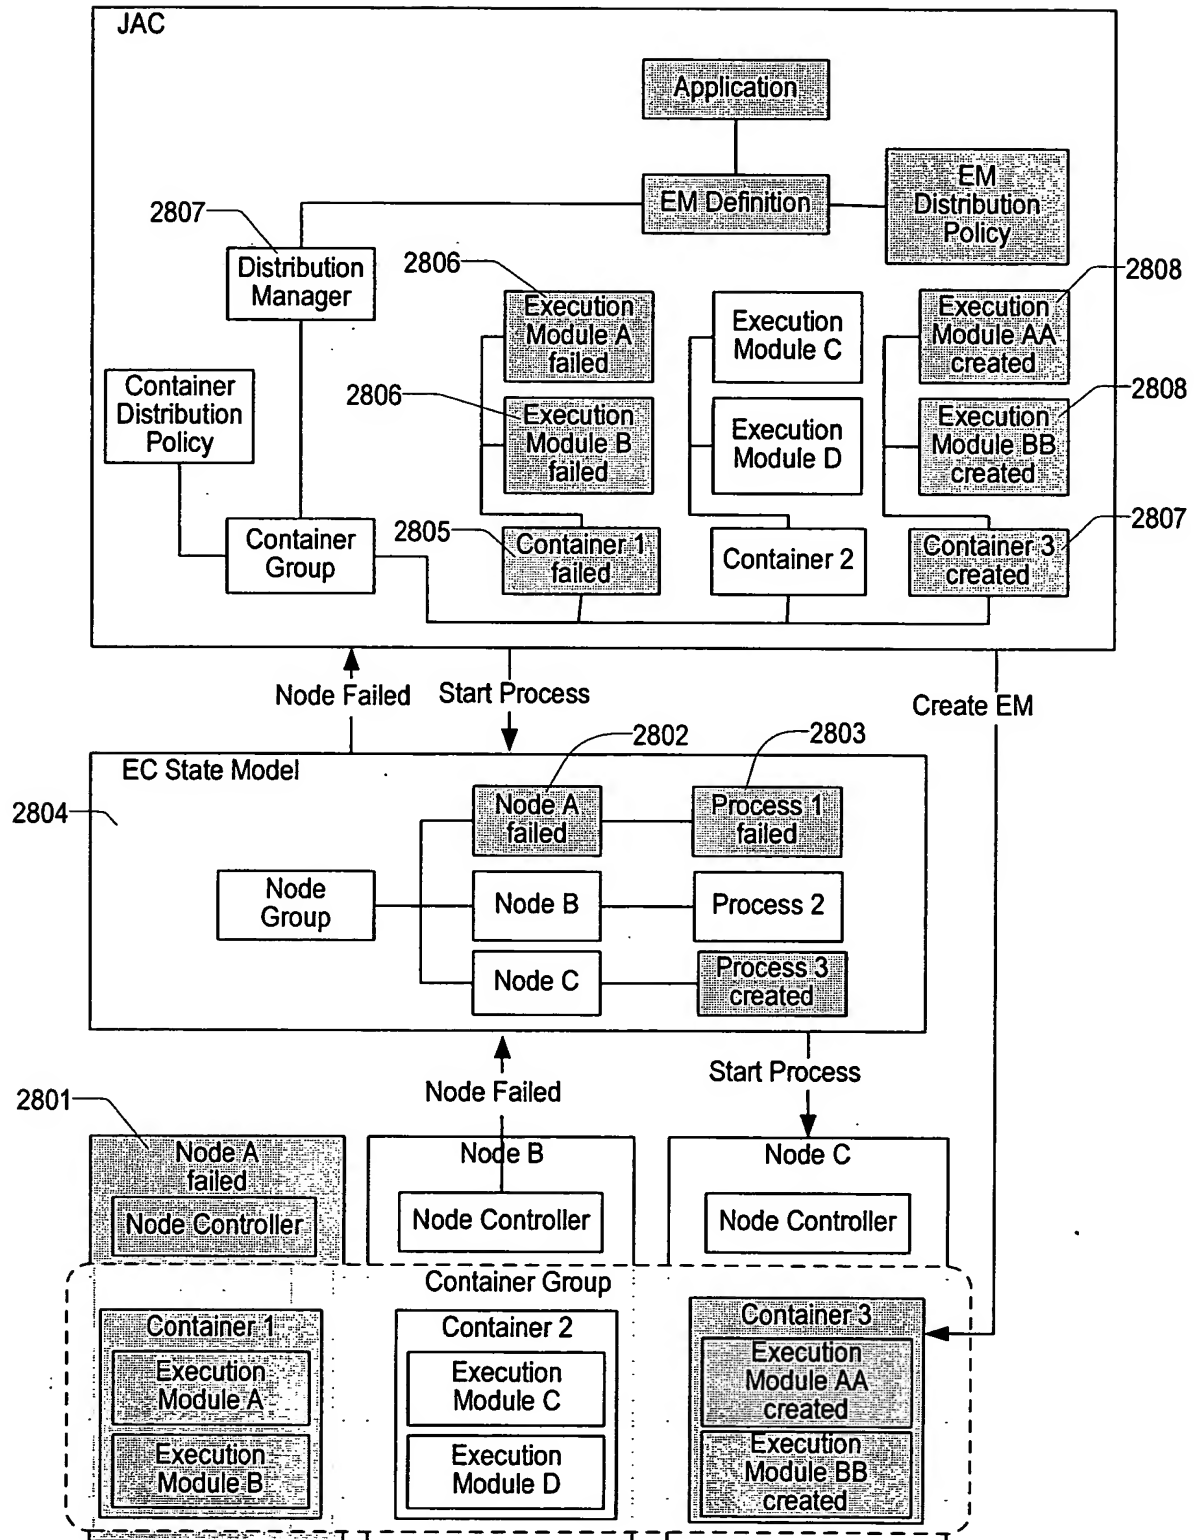 JAC
Application
EM Definition
EM
Distribution
Policy
2807
Distribution
Manager
2806
Execution
Module A
failed
Execution
Module C
2808
Execution
Module AA
created
Container
Distribution
Policy
2806
Execution
Module B
failed
Execution
Module D
2808
Execution
Module BB
created
Container
Group
2805
Container 1
failed
Container 2
2807
Container 3
created
Node Failed
Start Process
Create EM
EC State Model
2804
2802
2803
Node A
failed
Process 1
failed
Node
Group
Node B
Process 2
Node C
Process 3
created
Node Failed
Start Process
2801
Node A
failed
Node Controller
Node B
Node Controller
Node C
Node Controller
Container Group
Container 1
Execution
Module A
Execution
Module B
Container 2
Execution
Module C
Execution
Module D
Container 3
Execution
Module AA
created
Execution
Module BB
created